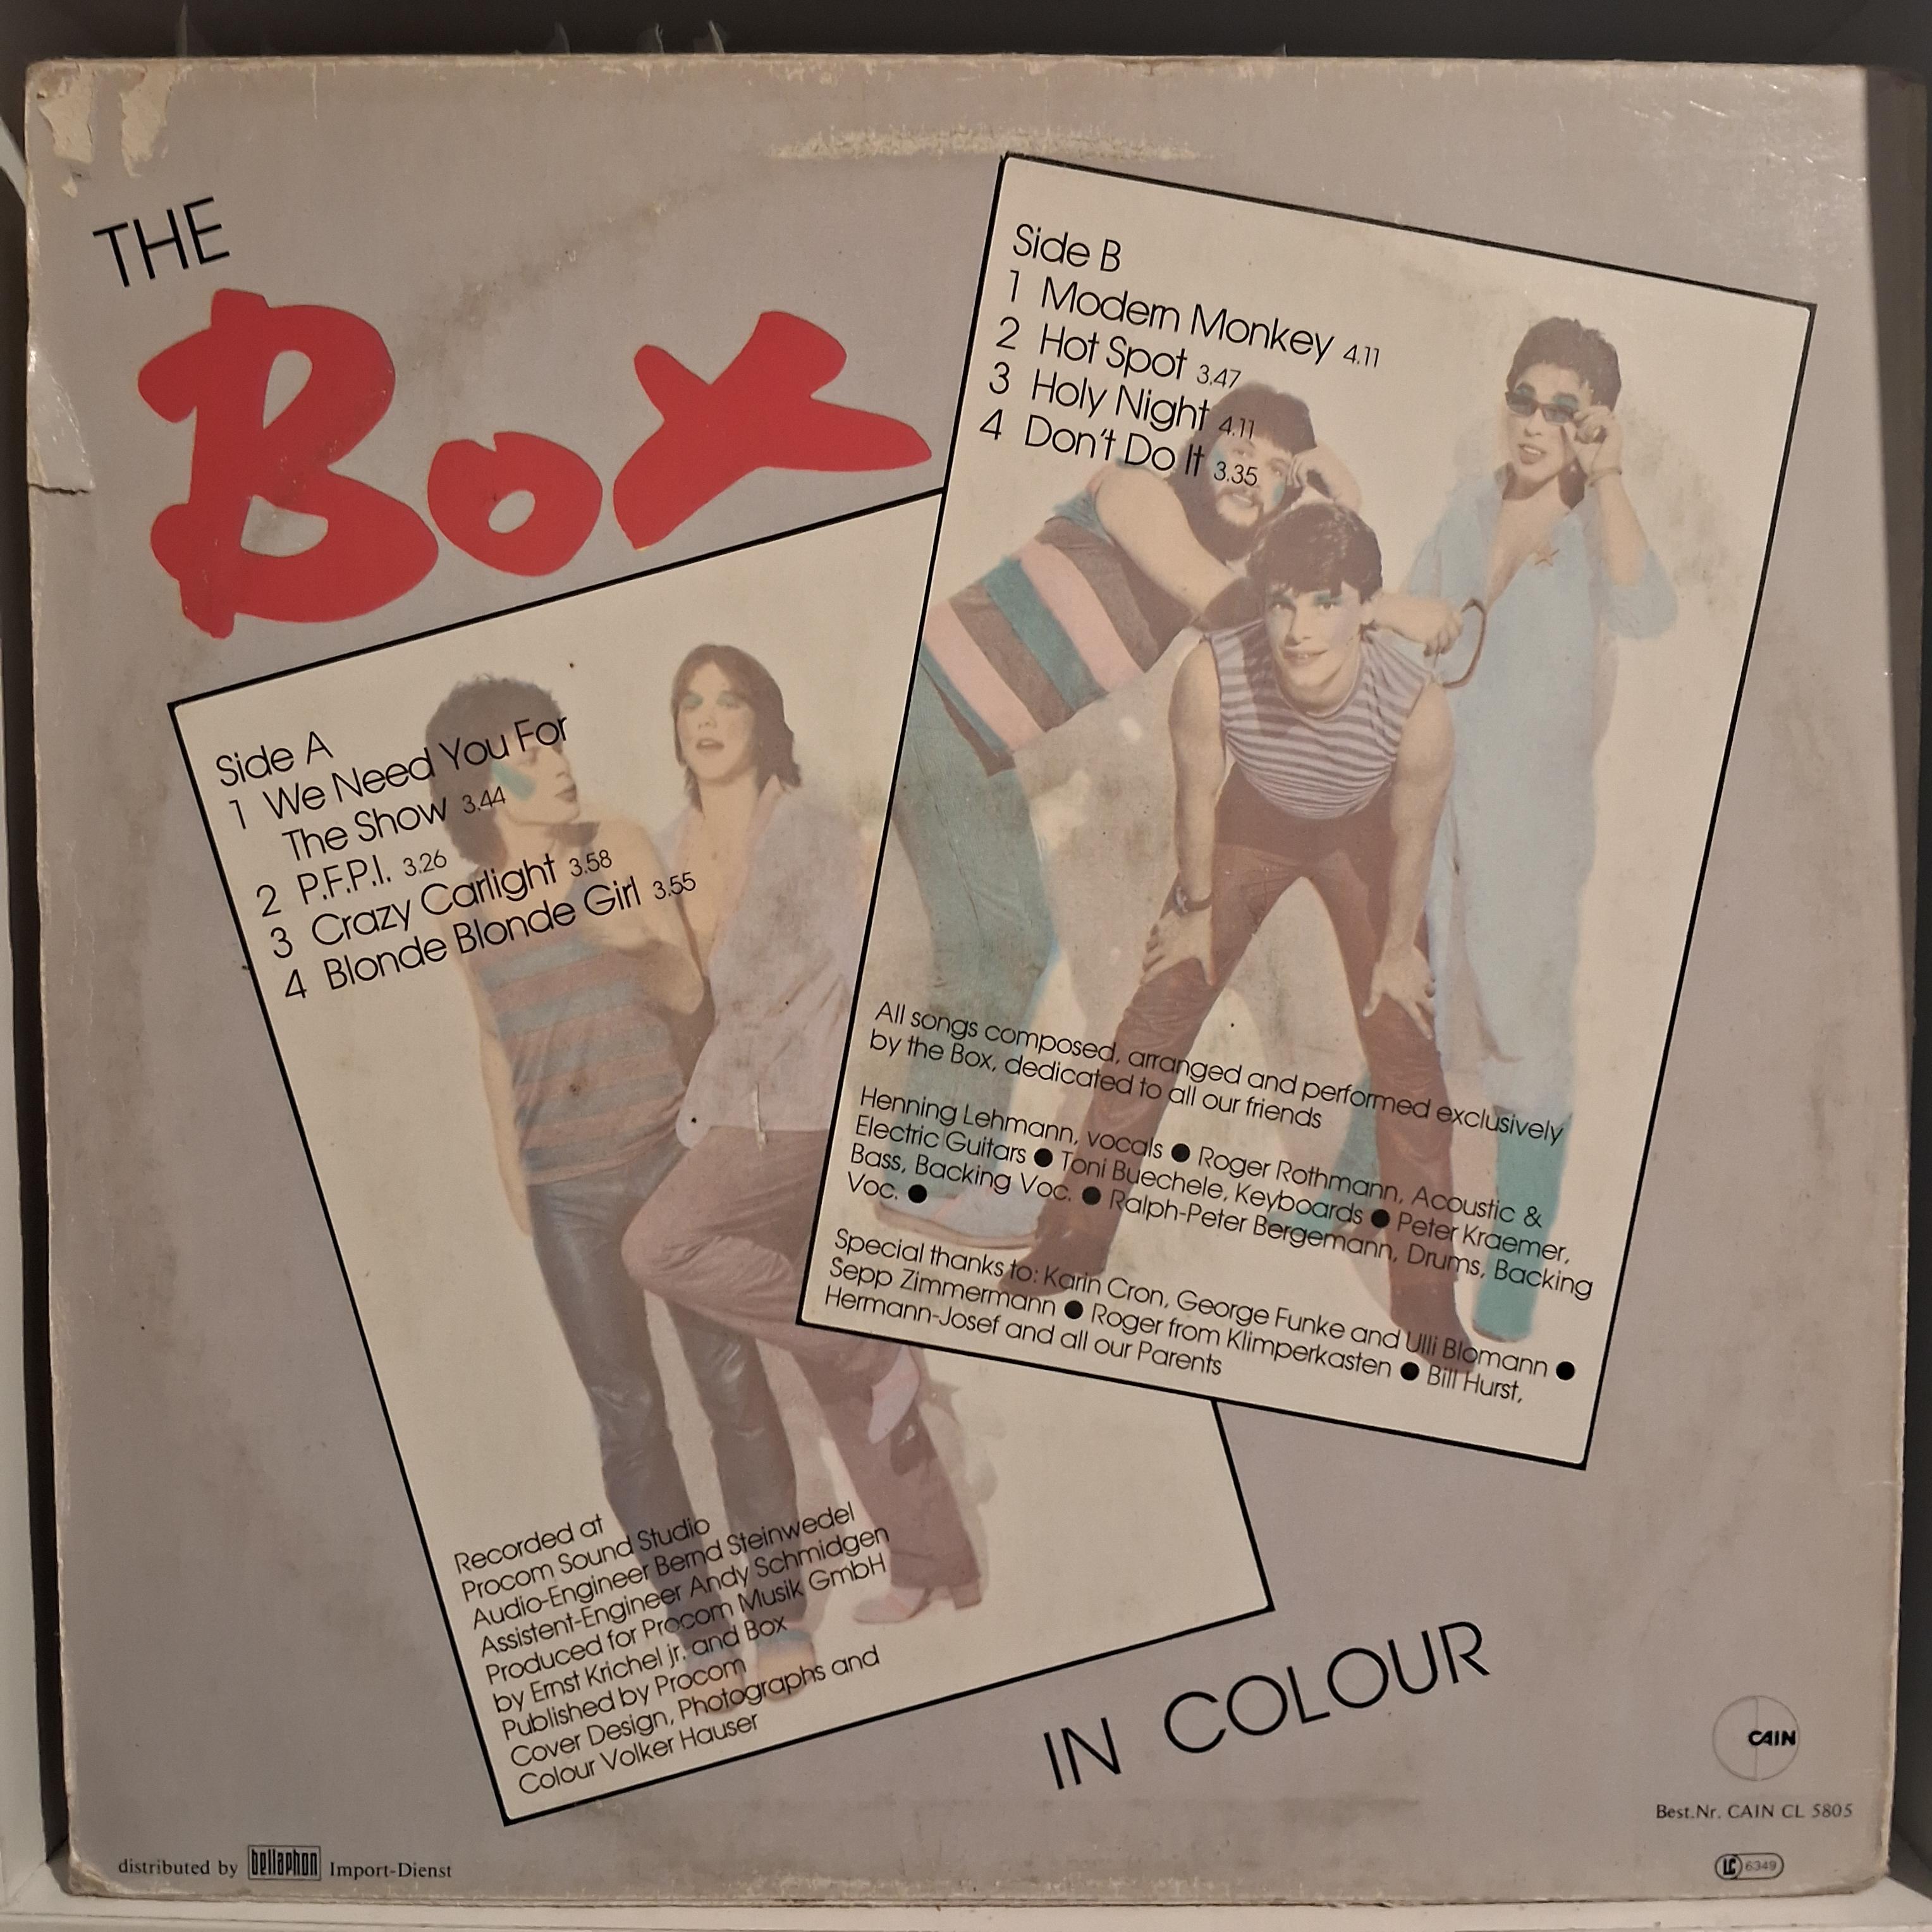 THE
Box
Side A
1 We Need You For
The Show 3.44
2 P.F.P.I. 3.26
3 Crazy Carlight 3.58
4 Blonde Blonde Girl 3.55
Recorded at
Procom Sound Studio
Audio-Engineer Bernd Steinwedel
Assistent-Engineer Andy Schmidgen
Produced for Procom Musik GmbH
by Ernst Krichel jr. and Box
Published by Procom
Cover Design, Photographs and
Colour Volker Hauser
Side B
1 Modern Monkey 4.11
2 Hot Spot 3.47
3 Holy Night 4.11
4 Don't Do It 3.35
All songs composed, arranged and performed exclusively
by the Box, dedicated to all our friends
Henning Lehmann, vocals ● Roger Rothmann, Acoustic &
Electric Guitars ● Toni Buechele, Keyboards ● Peter Kraemer,
Bass, Backing Voc. ● Ralph-Peter Bergemann, Drums, Backing
Voc. ●
Special thanks to: Karin Cron, George Funke and Ulli Blomann ●
Sepp Zimmermann ● Roger from Klimperkasten ● Bill Hurst,
Hermann-Josef and all our Parents
IN COLOUR
CAIN
Best.Nr. CAIN CL 5805
LC 6349
distributed by bellaphon Import-Dienst